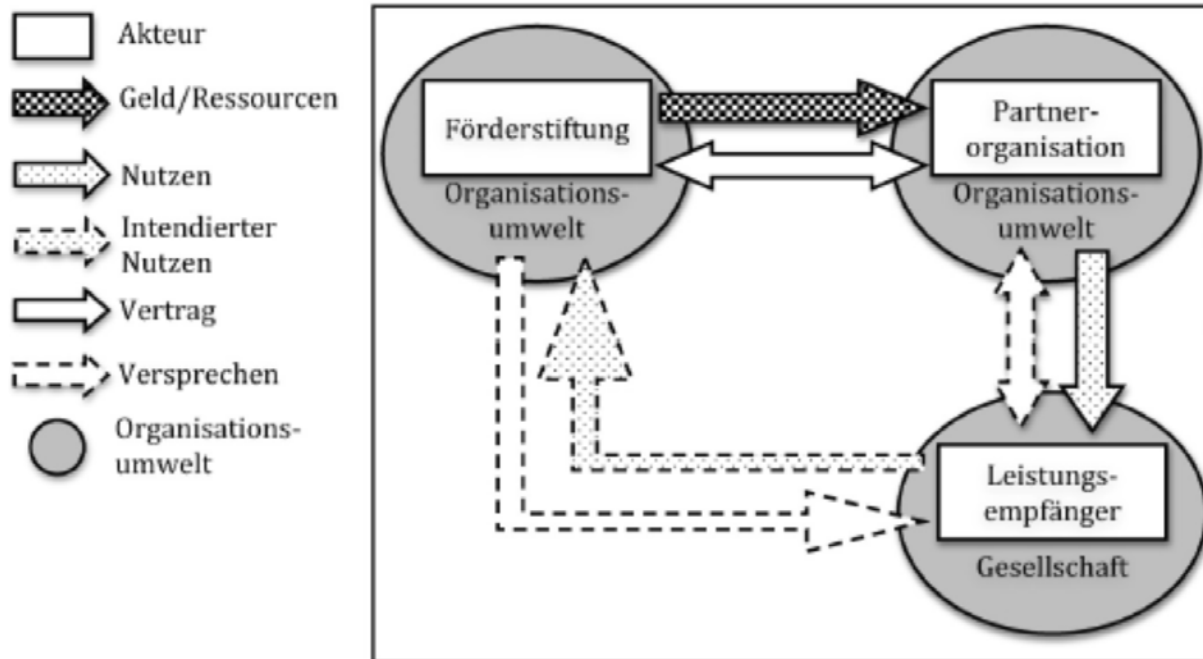 Akteur
Geld/Ressourcen
Nutzen
Intendierter
Nutzen
Vertrag
Versprechen
Organisations-
umwelt
Förderstiftung
Organisations-
umwelt
Partner-
organisation
Organisations-
umwelt
Leistungs-
empfänger
Gesellschaft